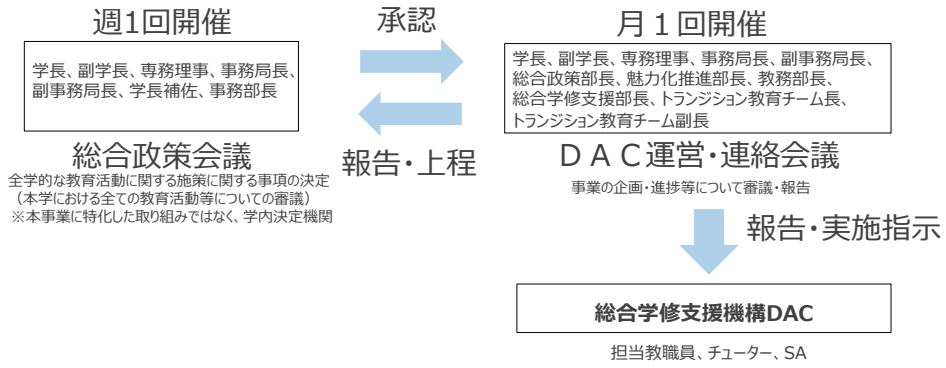 週1回開催
学長、副学長、専務理事、事務局長、
副事務局長、学長補佐、事務部長
総合政策会議
全学的な教育活動に関する施策に関する事項の決定
（本学における全ての教育活動等についての審議）
※本事業に特化した取り組みではなく、学内決定機関
承認
報告・上程
月１回開催
学長、副学長、専務理事、事務局長、副事務局長、
総合政策部長、魅力化推進部長、教務部長、
総合学修支援部長、トランジション教育チーム長、
トランジション教育チーム副長
ＤＡＣ運営・連絡会議
事業の企画・進捗等について審議・報告
報告・実施指示
総合学修支援機構DAC
担当教職員、チューター、SA